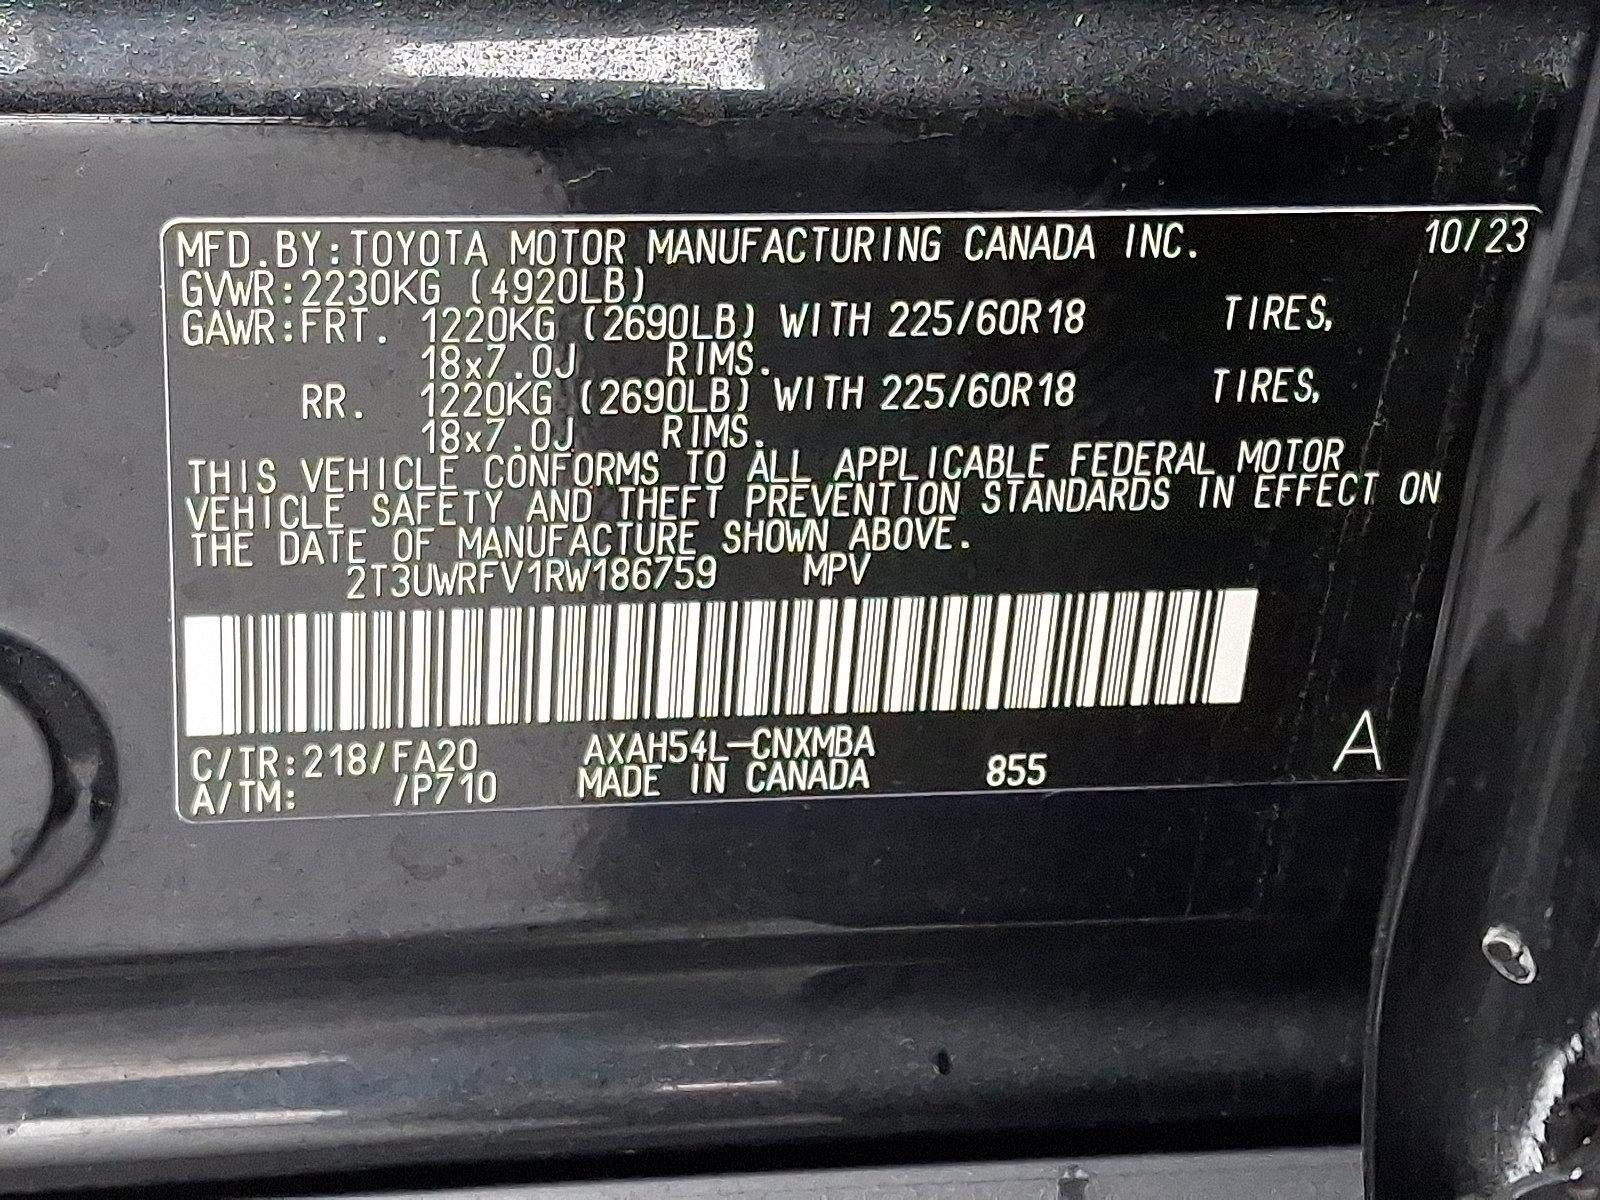 MFD.BY:TOYOTA MOTOR MANUFACTURING CANADA INC. 10/23
GVWR:2230KG (4920LB)
GAWR:FRT. 1220KG (2690LB) WITH 225/60R18 TIRES,
18x7.0J RIMS.
RR. 1220KG (2690LB) WITH 225/60R18 TIRES,
18x7.0J RIMS.
THIS VEHICLE CONFORMS TO ALL APPLICABLE FEDERAL MOTOR
VEHICLE SAFETY AND THEFT PREVENTION STANDARDS IN EFFECT ON
THE DATE OF MANUFACTURE SHOWN ABOVE.
2T3UWRFV1RW186759 MPV
C/TR:218/FA20 AXAH54L-CNXMBA
A/TM: /P710 MADE IN CANADA 855 A